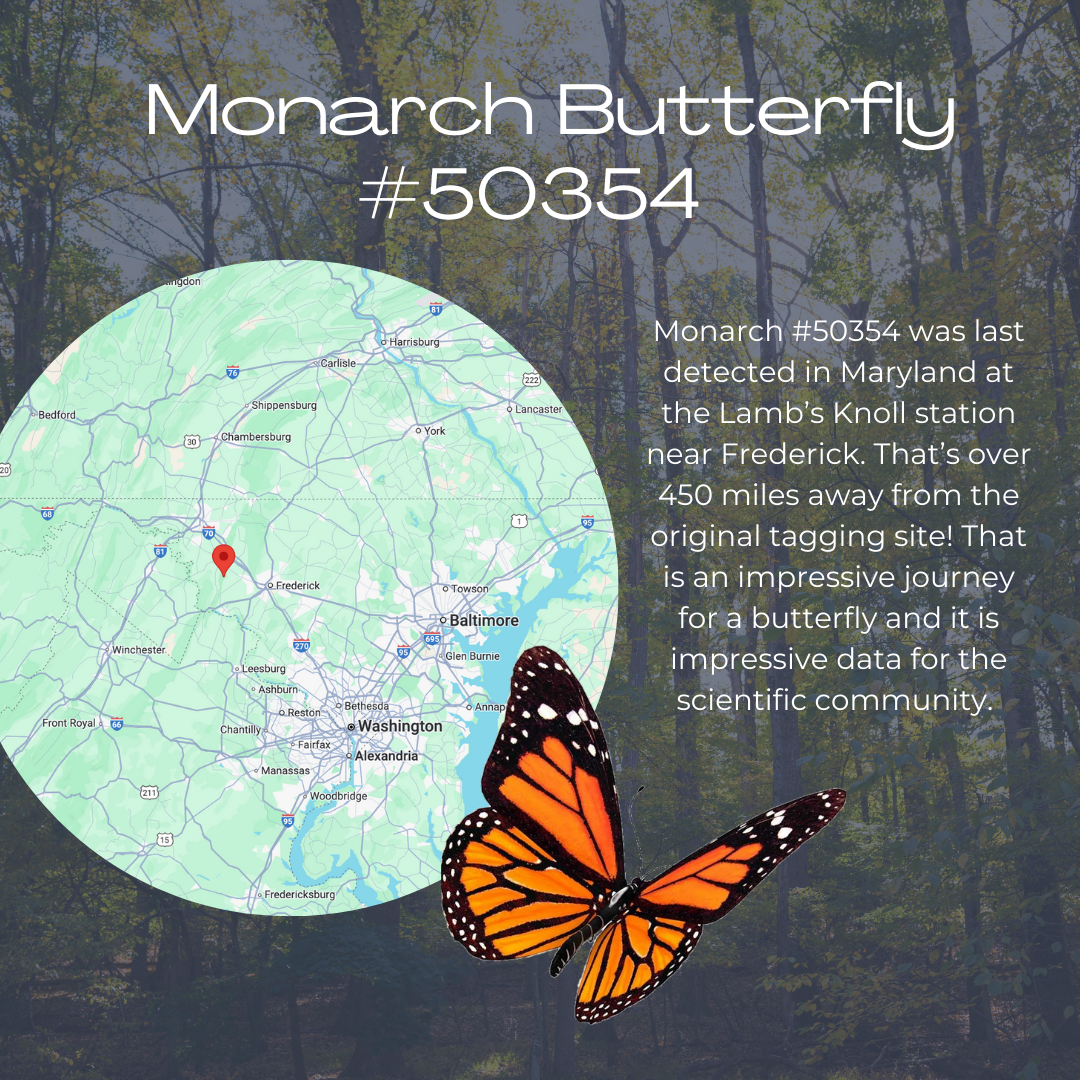 Monarch Butterfly
#50354
Monarch #50354 was last
detected in Maryland at
the Lamb’s Knoll station
near Frederick. That’s over
450 miles away from the
original tagging site! That
is an impressive journey
for a butterfly and it is
impressive data for the
scientific community.
ngdon
81
Harrisburg
Carlisle
76
222
Shippensburg
Lancaster
Bedford
York
30
Chambersburg
20
68
1
95
70
81
Frederick
Towson
Baltimore
695
270
95
Winchester
Glen Burnie
Leesburg
Ashburn
Bethesda
Annap
Reston
Front Royal
66
Chantilly
Washington
Fairfax
Alexandria
Manassas
211
Woodbridge
95
15
Fredericksburg